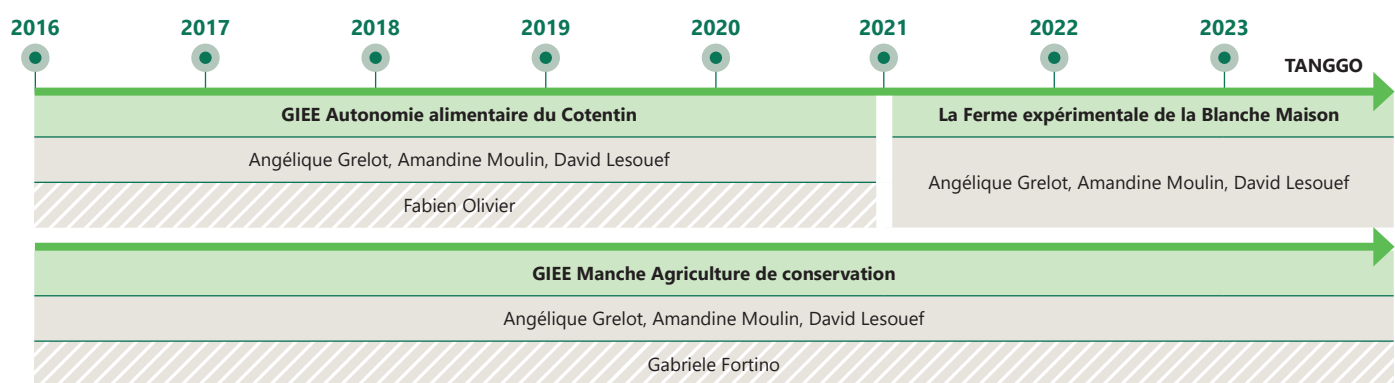 2016 2017 2018 2019 2020 2021 2022 2023
TANGGO
GIEE Autonomie alimentaire du Cotentin
Angélique Grelot, Amandine Moulin, David Lesouef
Fabien Olivier
La Ferme expérimentale de la Blanche Maison
Angélique Grelot, Amandine Moulin, David Lesouef
GIEE Manche Agriculture de conservation
Angélique Grelot, Amandine Moulin, David Lesouef
Gabriele Fortino